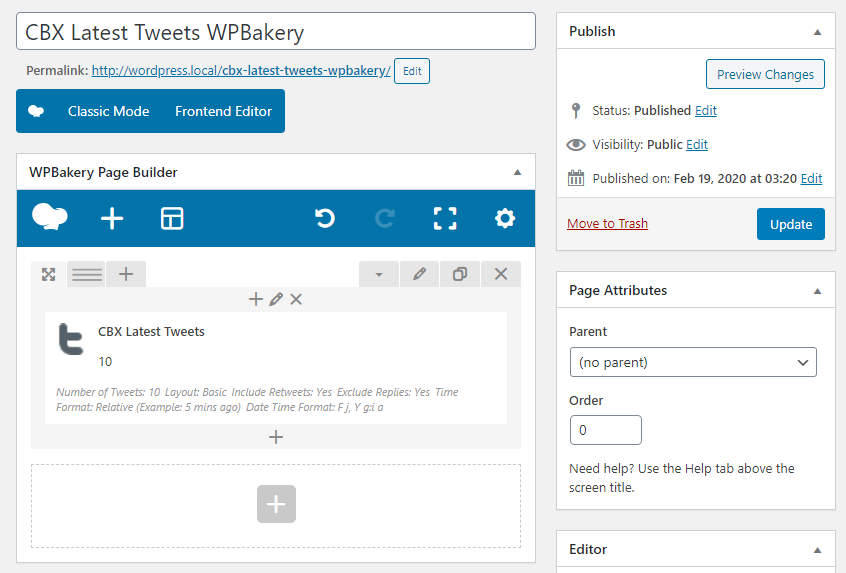 CBX Latest Tweets WPBakery
Permalink: http://wordpress.local/cbx-latest-tweets-wpbakery/ Edit
Classic Mode Frontend Editor
WPBakery Page Builder
CBX Latest Tweets
10
Number of Tweets: 10 Layout: Basic Include Retweets: Yes Exclude Replies: Yes Time
Format: Relative (Example: 5 mins ago) Date Time Format: F j, Y g:i a
Publish
Preview Changes
Status: Published Edit
Visibility: Public Edit
Published on: Feb 19, 2020 at 03:20 Edit
Move to Trash
Update
Page Attributes
Parent
(no parent)
Order
0
Need help? Use the Help tab above the
screen title.
Editor